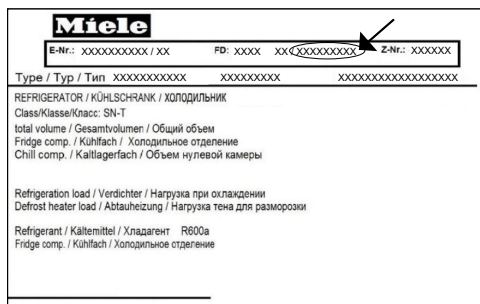 Miele
E-Nr.: XXXXXXXXXX / XX FD: XXXX XX XXXXXXXXX Z-Nr.: XXXXXX
Type / Typ / Тип XXXXXXXXXXX XXXXXXXXX XXXXXXXXXXXXXXXXXX
REFRIGERATOR / KÜHLSCHRANK / ХОЛОДИЛЬНИК
Class/Klasse/Класс: SN-T
total volume / Gesamtvolumen / Общий объем
Fridge comp. / Kühlfach / Холодильное отделение
Chill comp. / Kaltlagerfach / Объем нулевой камеры
Refrigeration load / Verdichter / Нагрузка при охлаждении
Defrost heater load / Abtauheizung / Нагрузка тена для разморозки
Refrigerant / Kältemittel / Хладагент R600a
Fridge comp. / Kühlfach / Холодильное отделение